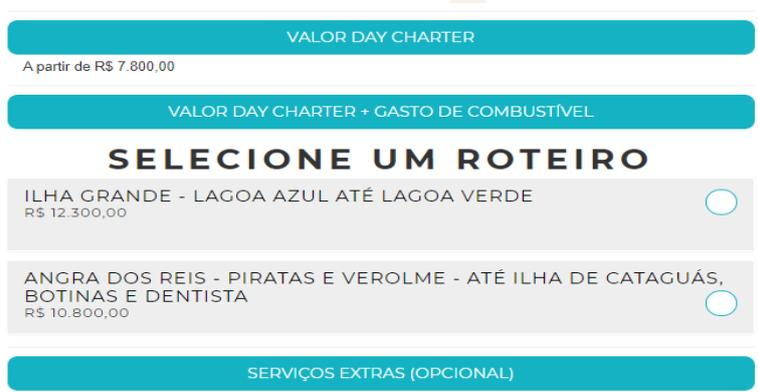 VALOR DAY CHARTER
A partir de R$ 7.800,00
VALOR DAY CHARTER + GASTO DE COMBUSTÍVEL
SELECIONE UM ROTEIRO
ILHA GRANDE - LAGOA AZUL ATÉ LAGOA VERDE
R$ 12.300,00
ANGRA DOS REIS - PIRATAS E VEROLME - ATÉ ILHA DE CATAGUÁS,
BOTINAS E DENTISTA
R$ 10.800,00
SERVIÇOS EXTRAS (OPCIONAL)